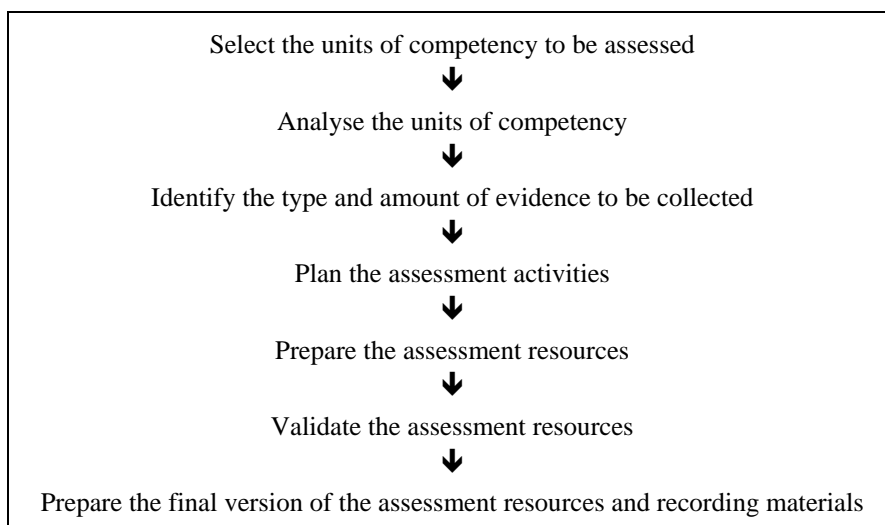 Select the units of competency to be assessed
Analyse the units of competency
Identify the type and amount of evidence to be collected
Plan the assessment activities
Prepare the assessment resources
Validate the assessment resources
Prepare the final version of the assessment resources and recording materials